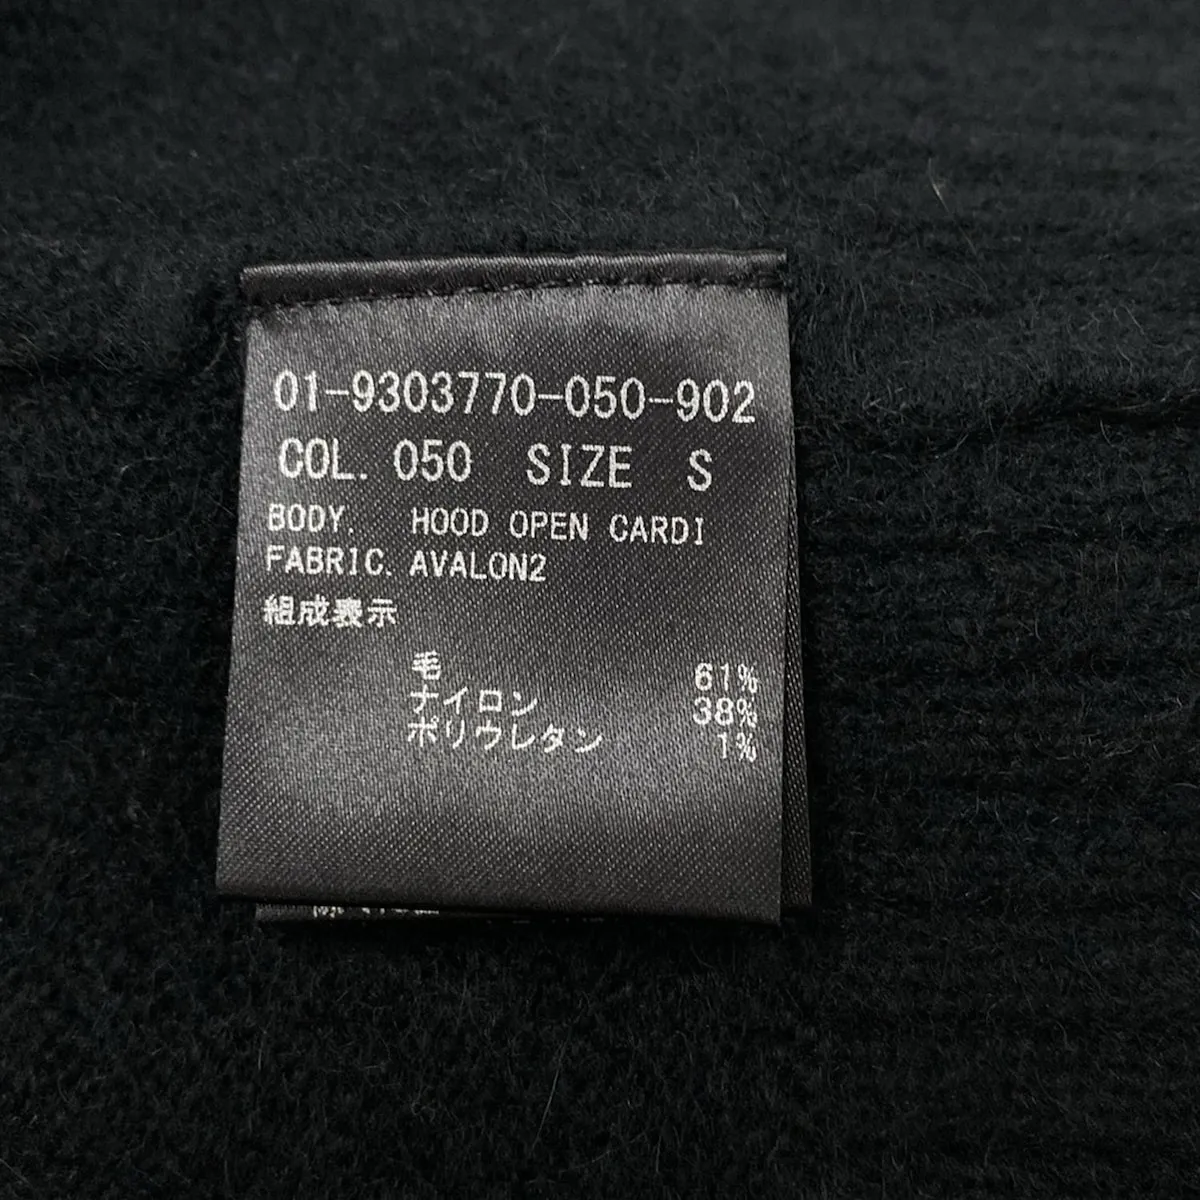 01-9303770-050-902
COL. 050 SIZE S
BODY. HOOD OPEN CARDI
FABRIC. AVALON2
組成表示
毛 61%
ナイロン 38%
ポリウレタン 1%